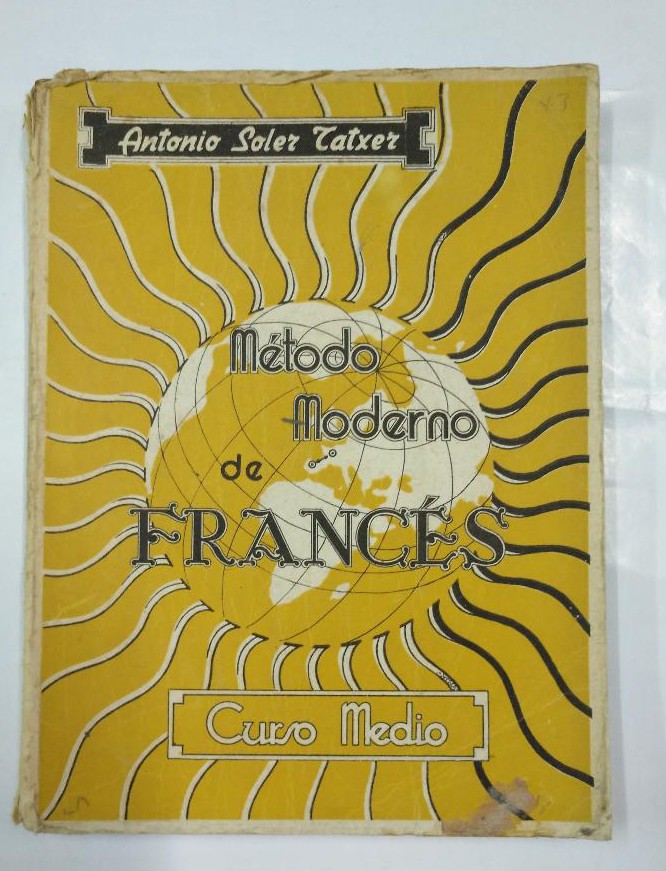 Antonio Soler Tatxer
Método
Moderno
de
FRANCÉS
Curso Medio